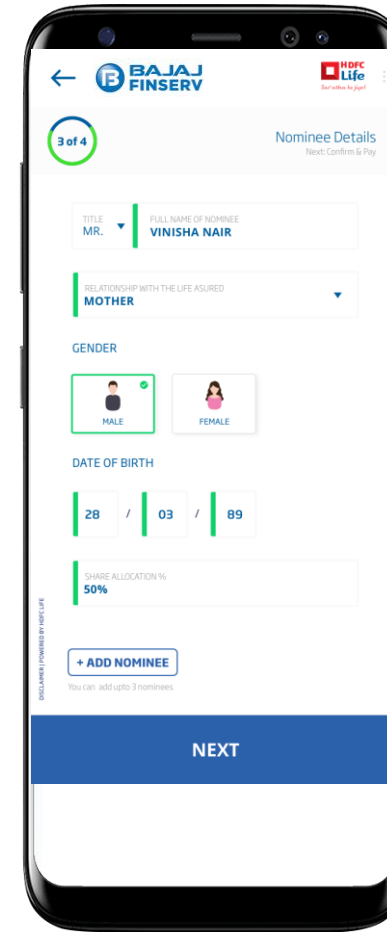 BAJAJ
FINSERV
HDFC
Life
Sar utha ke jiyo!
3 of 4
Nominee Details
Next: Confirm & Pay
TITLE
MR.
FULL NAME OF NOMINEE
VINISHA NAIR
RELATIONSHIP WITH THE LIFE ASURED
MOTHER
GENDER
MALE
FEMALE
DATE OF BIRTH
28 / 03 / 89
SHARE ALLOCATION %
50%
DISCLAIMER | POWERED BY HDFC LIFE
+ ADD NOMINEE
You can add upto 3 nominees
NEXT